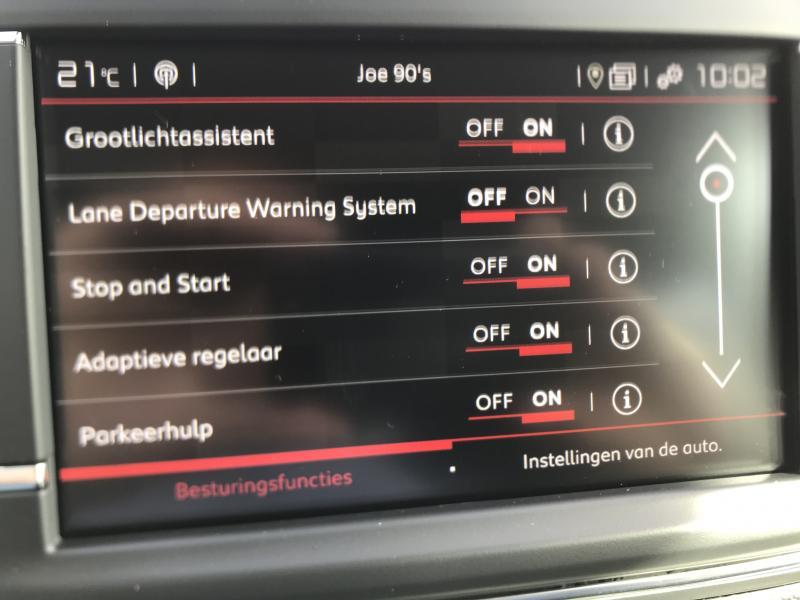 21°C Joe 90's 10:02
Grootlichtassistent OFF ON
Lane Departure Warning System OFF ON
Stop and Start OFF ON
Adaptieve regelaar OFF ON
Parkeerhulp OFF ON
Besturingsfuncties Instellingen van de auto.